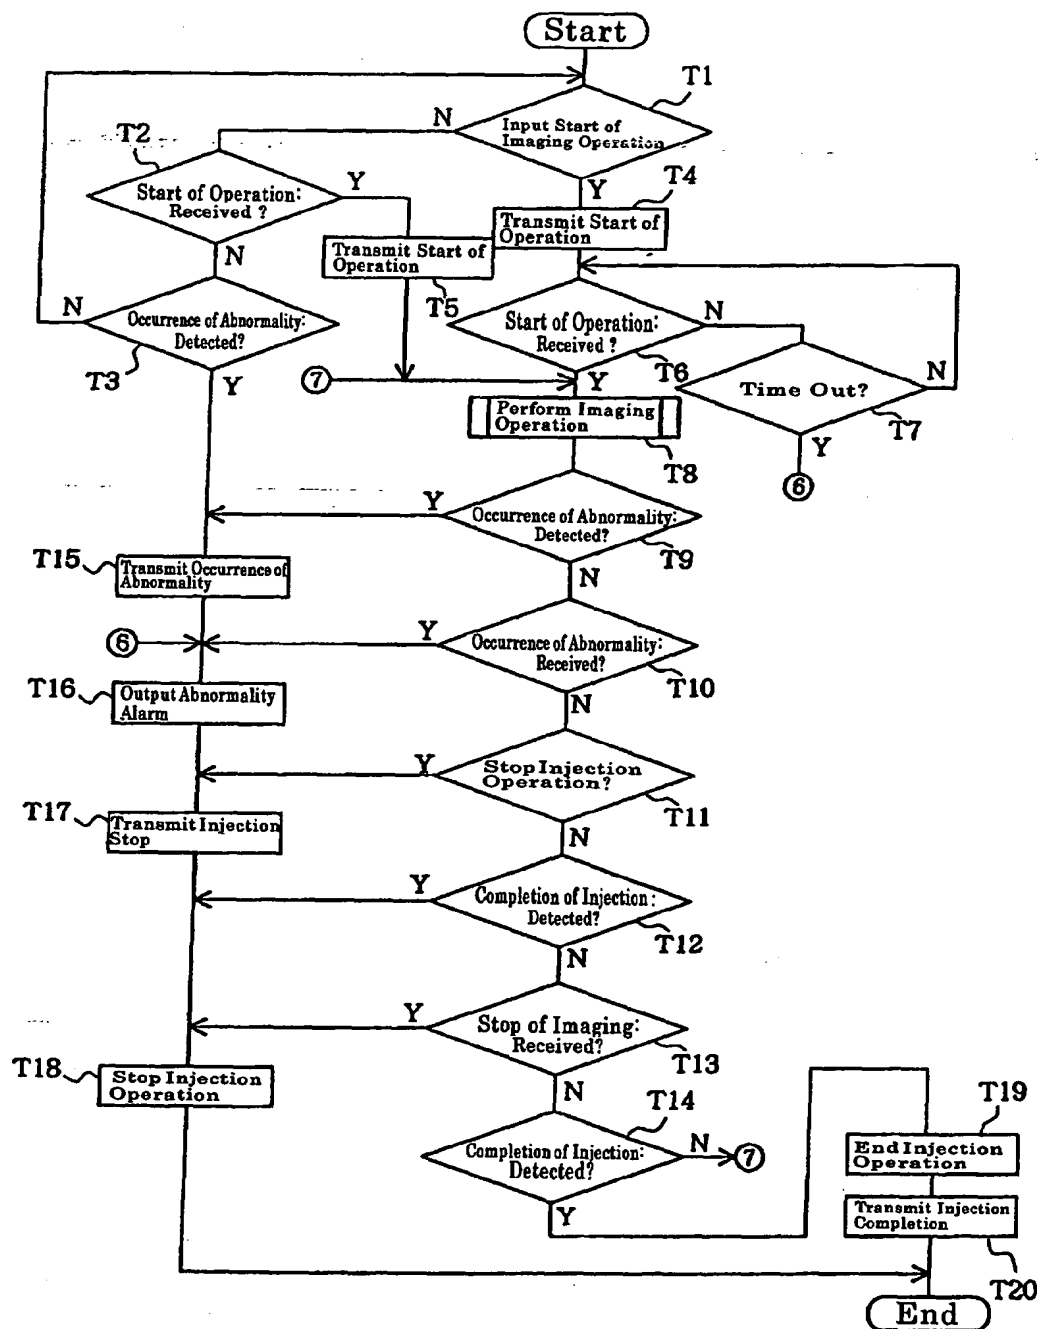 Start
T1
N
Input Start of
Imaging Operation
T2
Y
T4
Start of Operation:
Received ?
Y
Transmit Start of
Operation
N
Transmit Start of
Operation
T5
N
Occurrence of Abnormality:
Detected?
T3
Y
Start of Operation:
Received ?
N
T6
Y
Time Out?
N
T7
Y
6
7
Perform Imaging
Operation
T8
Y
Occurrence of Abnormality:
Detected?
T9
N
T15
Transmit Occurrence of
Abnormality
6
Y
Occurrence of Abnormality:
Received?
T10
N
T16
Output Abnormality
Alarm
Y
Stop Injection
Operation?
T11
N
T17
Transmit Injection
Stop
Y
Completion of Injection:
Detected?
T12
N
Y
Stop of Imaging:
Received?
T13
N
T18
Stop Injection
Operation
T14
Completion of Injection:
Detected?
N
7
Y
T19
End Injection
Operation
Transmit Injection
Completion
T20
End